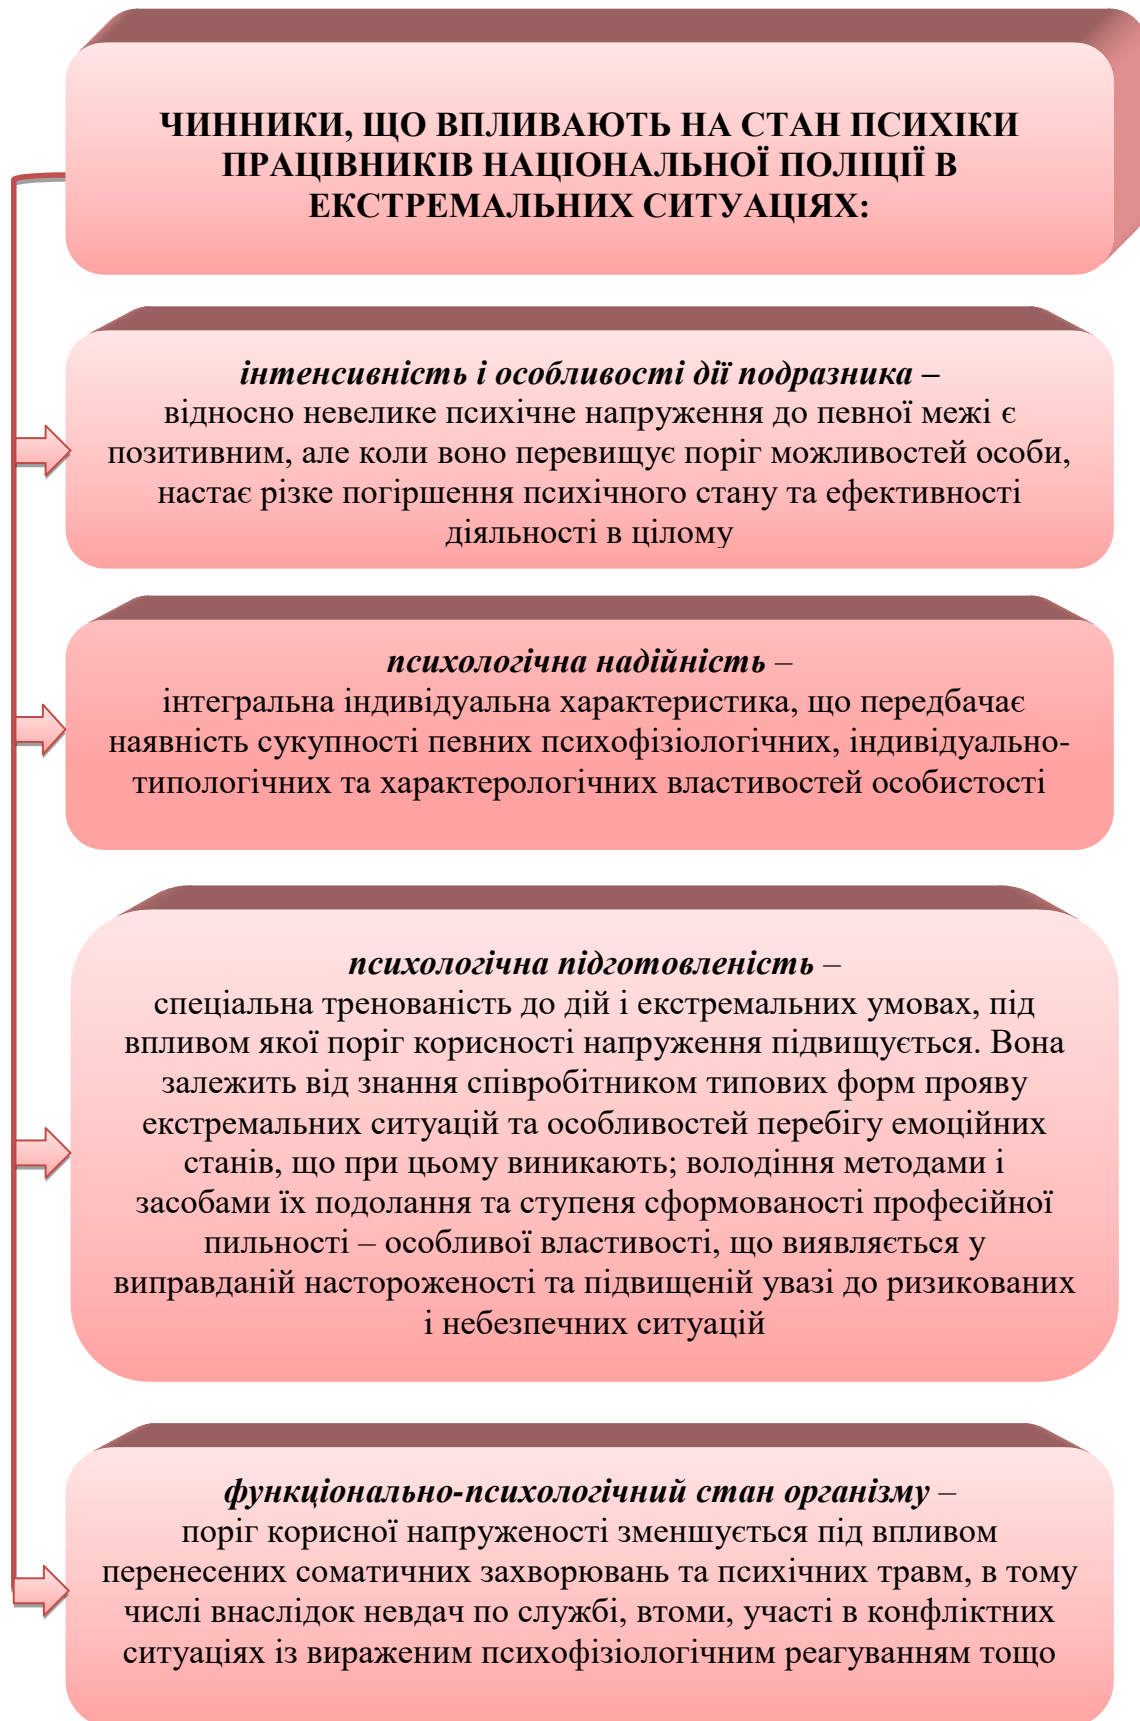 ЧИННИКИ, ЩО ВПЛИВАЮТЬ НА СТАН ПСИХІКИ
ПРАЦІВНИКІВ НАЦІОНАЛЬНОЇ ПОЛІЦІЇ В
ЕКСТРЕМАЛЬНИХ СИТУАЦІЯХ:
інтенсивність і особливості дії подразника –
відносно невелике психічне напруження до певної межі є
позитивним, але коли воно перевищує поріг можливостей особи,
настає різке погіршення психічного стану та ефективності
діяльності в цілому
психологічна надійність –
інтегральна індивідуальна характеристика, що передбачає
наявність сукупності певних психофізіологічних, індивідуально-
типологічних та характерологічних властивостей особистості
психологічна підготовленість –
спеціальна тренованість до дій і екстремальних умовах, під
впливом якої поріг корисності напруження підвищується. Вона
залежить від знання співробітником типових форм прояву
екстремальних ситуацій та особливостей перебігу емоційних
станів, що при цьому виникають; володіння методами і
засобами їх подолання та ступеня сформованості професійної
пильності – особливої властивості, що виявляється у
виправданій настороженості та підвищеній увазі до ризикованих
і небезпечних ситуацій
функціонально-психологічний стан організму –
поріг корисної напруженості зменшується під впливом
перенесених соматичних захворювань та психічних травм, в тому
числі внаслідок невдач по службі, втоми, участі в конфліктних
ситуаціях із вираженим психофізіологічним реагуванням тощо